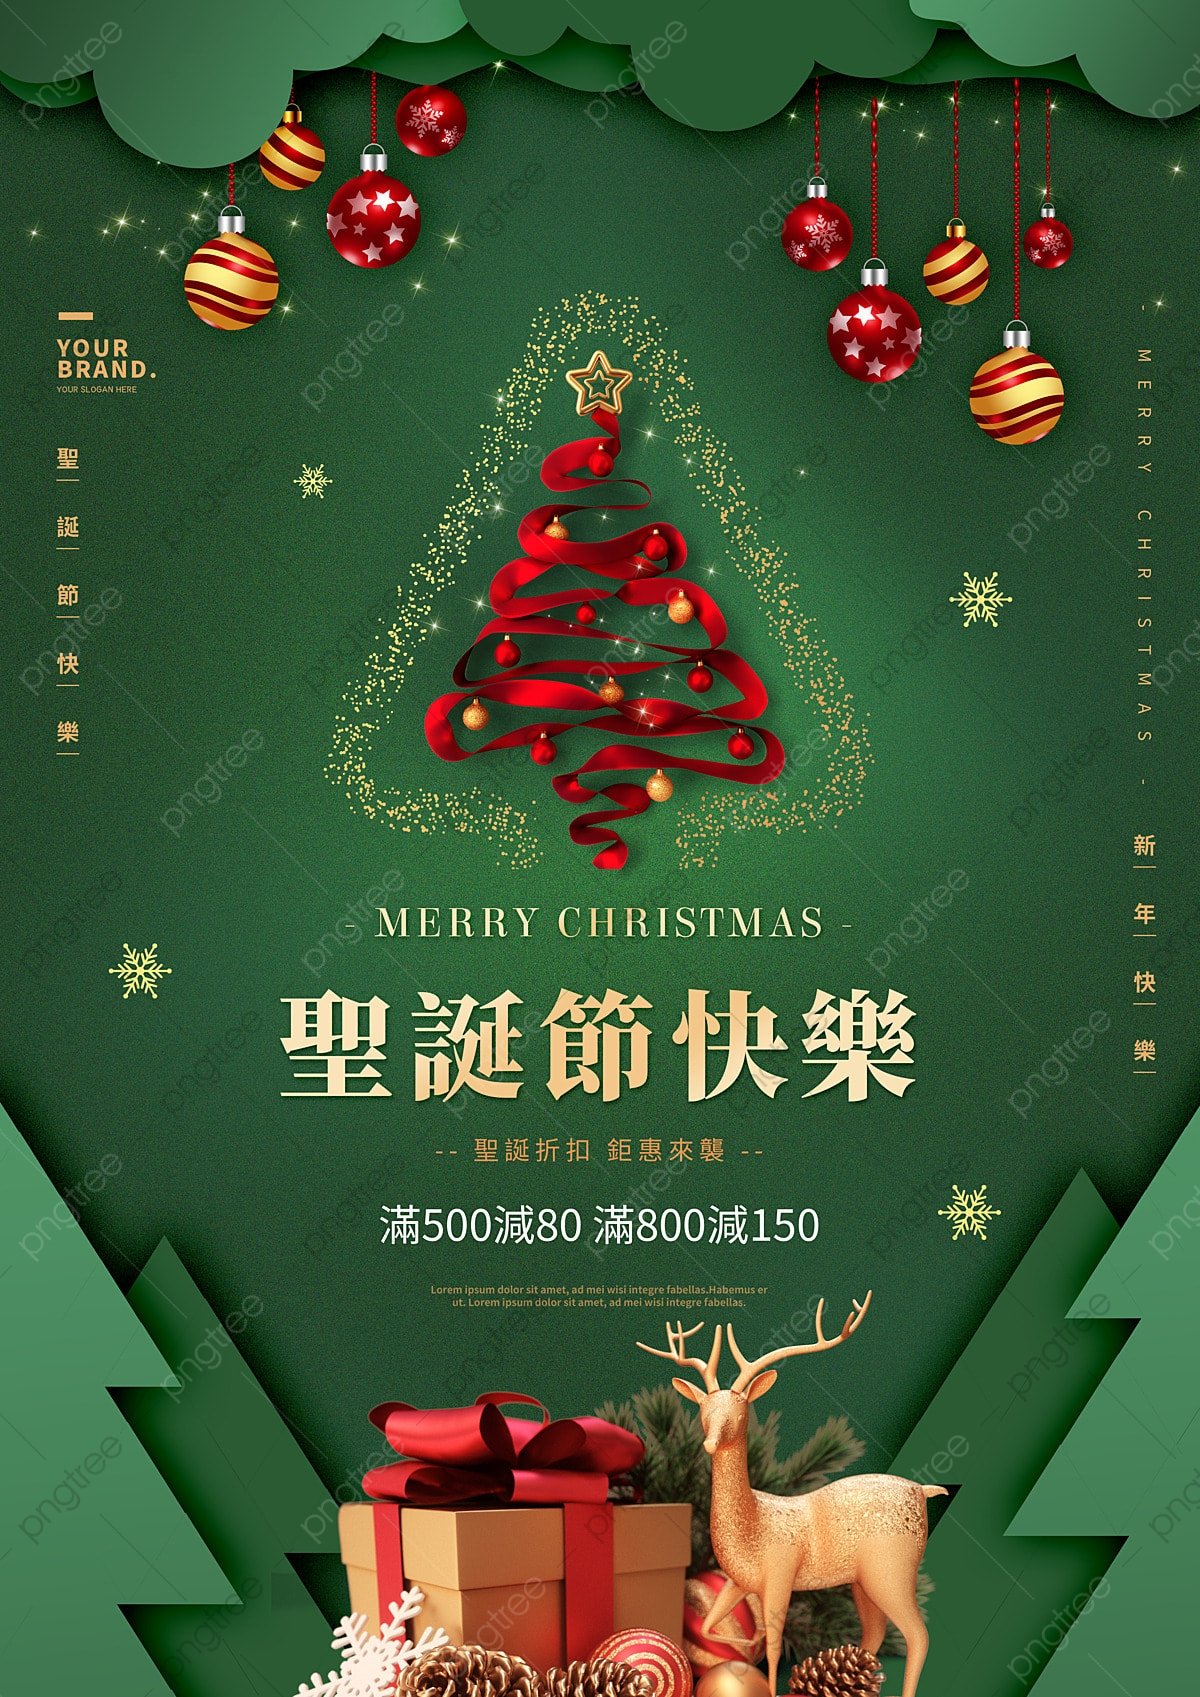 YOUR
BRAND.
YOUR SLOGAN HERE
聖誕節快樂
- MERRY CHRISTMAS -
新年快樂
- MERRY CHRISTMAS -
聖誕節快樂
-- 聖誕折扣 鉅惠來襲 --
滿500減80 滿800減150
Lorem ipsum dolor sit amet, ad mei wisi integre fabellas.Habemus er
ut. Lorem ipsum dolor sit amet, ad mei wisi integre fabellas.
pngtree